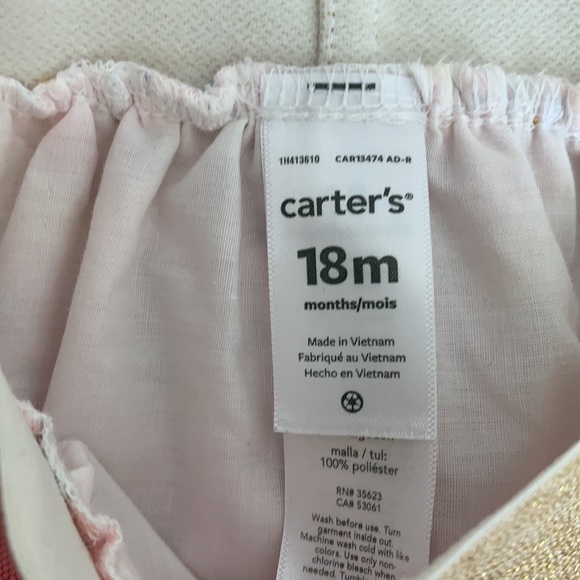 1H413610 CAR13474 AD-R
carter's®
18m
months/mois
Made in Vietnam
Fabriqué au Vietnam
Hecho en Vietnam
malla / tul:
100% poliéster
RN# 35623
CA# 53061
Wash before use. Turn
garment inside out.
Machine wash cold with like
colors. Use only non-
chlorine bleach when
needed.